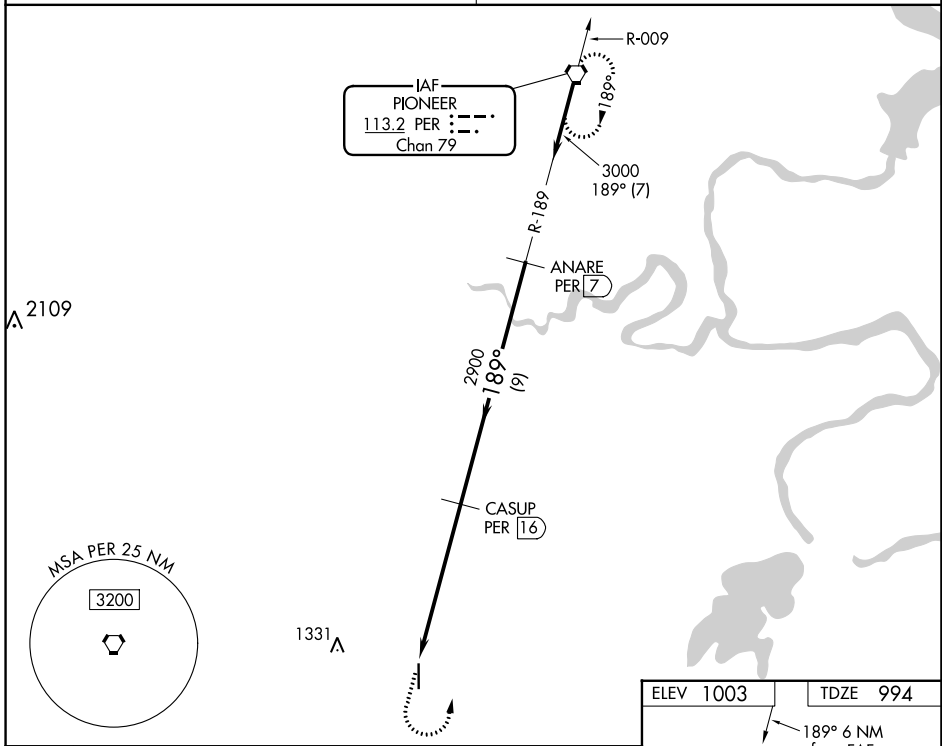 R-009
IAF
PIONEER
113.2 PER
Chan 79
189°
3000
189° (7)
R-189
ANARE
PER 7
2109
2900
189°
(9)
CASUP
PER 16
MSA PER 25 NM
3200
1331
ELEV 1003
TDZE 994
189° 6 NM